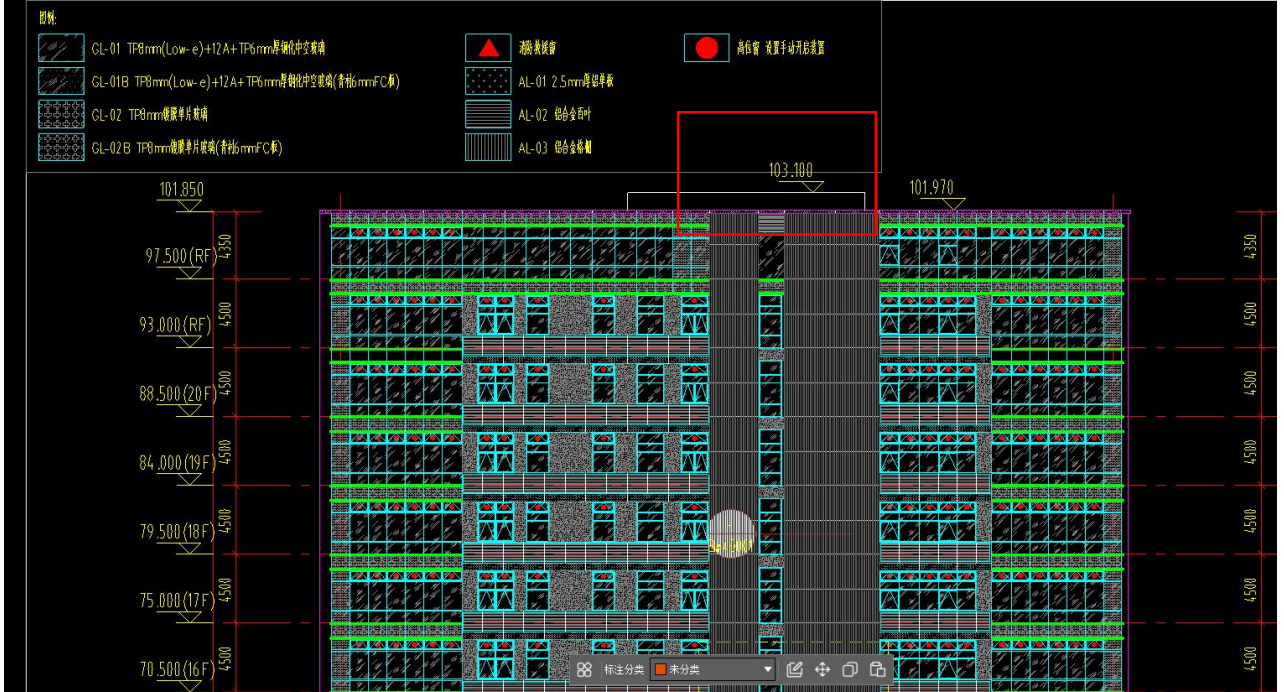 图例:
GL-01 TP8mm(Low-e)+12A+TP6mm厚钢化中空玻璃
消防救援窗
高位窗 设置手动开启装置
GL-01B TP8mm(Low-e)+12A+TP6mm厚钢化中空玻璃(背衬6mmFC板)
AL-01 2.5mm厚铝单板
GL-02 TP8mm镀膜单片玻璃
AL-02 铝合金百叶
GL-02B TP8mm镀膜单片玻璃(背衬6mmFC板)
AL-03 铝合金格栅
103.100
101.850
101.970
4350
4350
97.500(RF)
4500
4500
93.000(RF)
4500
4500
88.500(20F)
4500
4500
84.000(19F)
4500
4500
79.500(18F)
4500
4500
75.000(17F)
4500
4500
70.500(16F)
标注分类
未分类